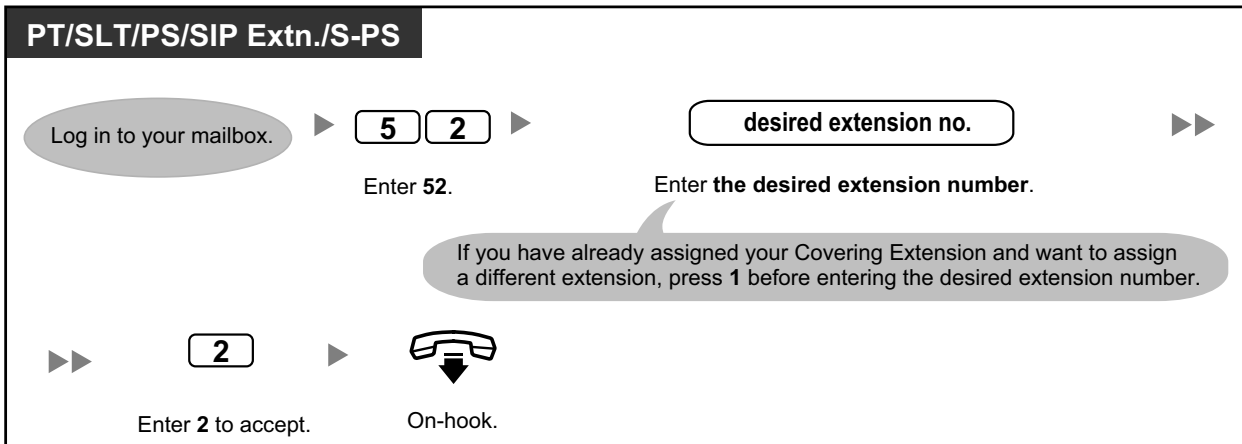 PT/SLT/PS/SIP Extn./S-PS
Log in to your mailbox.
5 2
desired extension no.
Enter 52.
Enter the desired extension number.
If you have already assigned your Covering Extension and want to assign
a different extension, press 1 before entering the desired extension number.
2
Enter 2 to accept.
On-hook.